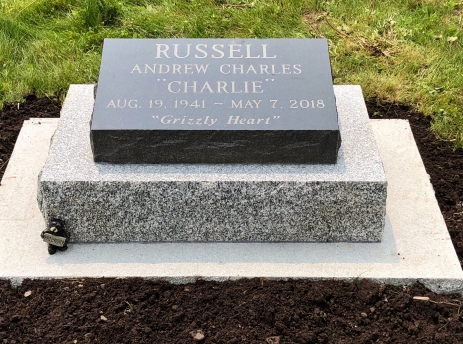 RUSSELL
ANDREW CHARLES
"CHARLIE"
AUG. 19, 1941 – MAY 7, 2018
"Grizzly Heart"